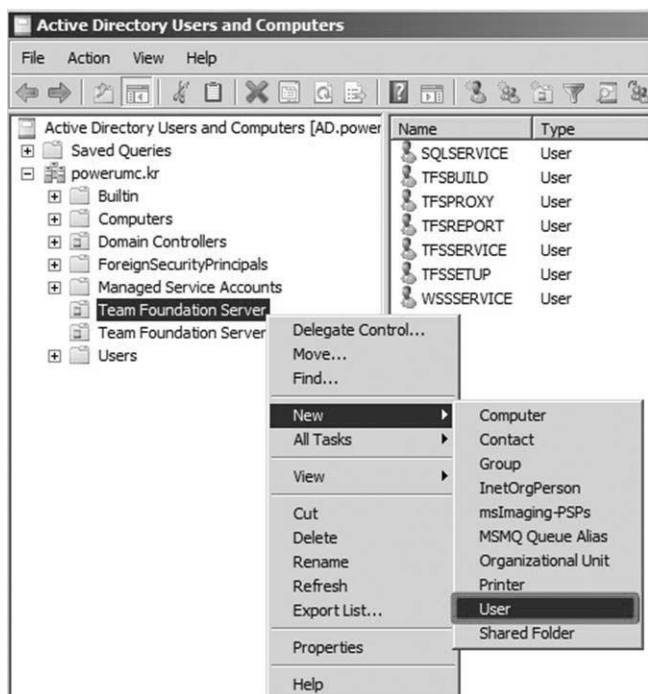 Active Directory Users and Computers
File Action View Help
Active Directory Users and Computers [AD.power
Saved Queries
powerumc.kr
Builtin
Computers
Domain Controllers
ForeignSecurityPrincipals
Managed Service Accounts
Team Foundation Server
Team Foundation Server
Users
Name Type
SQLSERVICE User
TFSBUILD User
TFSPROXY User
TFSREPORT User
TFSSERVICE User
TFSSETUP User
WSSSERVICE User
Delegate Control...
Move...
Find...
New
All Tasks
View
Cut
Delete
Rename
Refresh
Export List...
Properties
Help
Computer
Contact
Group
InetOrgPerson
msImaging-PSPs
MSMQ Queue Alias
Organizational Unit
Printer
User
Shared Folder